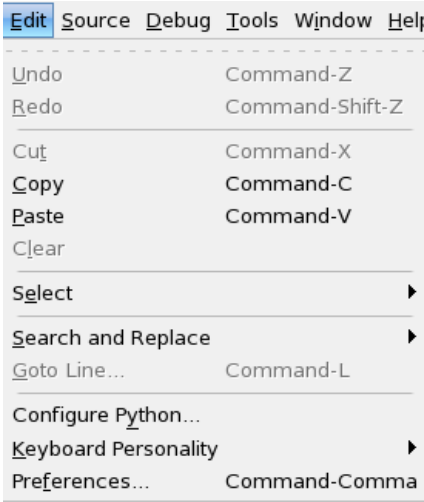 Edit Source Debug Tools Window Help
Undo Command-Z
Redo Command-Shift-Z
Cut Command-X
Copy Command-C
Paste Command-V
Clear
Select
Search and Replace
Goto Line... Command-L
Configure Python...
Keyboard Personality
Preferences... Command-Comma